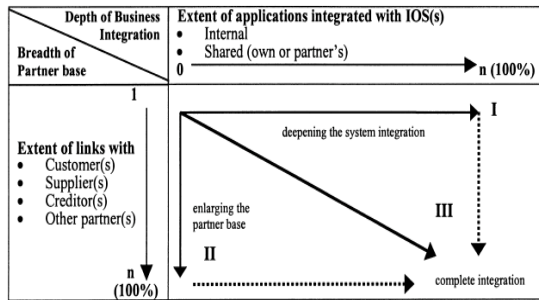 Depth of Business
Integration
Breadth of
Partner base
Extent of applications integrated with IOS(s)
• Internal
• Shared (own or partner's)
0
n (100%)
1
Extent of links with
• Customer(s)
• Supplier(s)
• Creditor(s)
• Other partner(s)
n
(100%)
I
deepening the system integration
enlarging the
partner base
II
III
complete integration